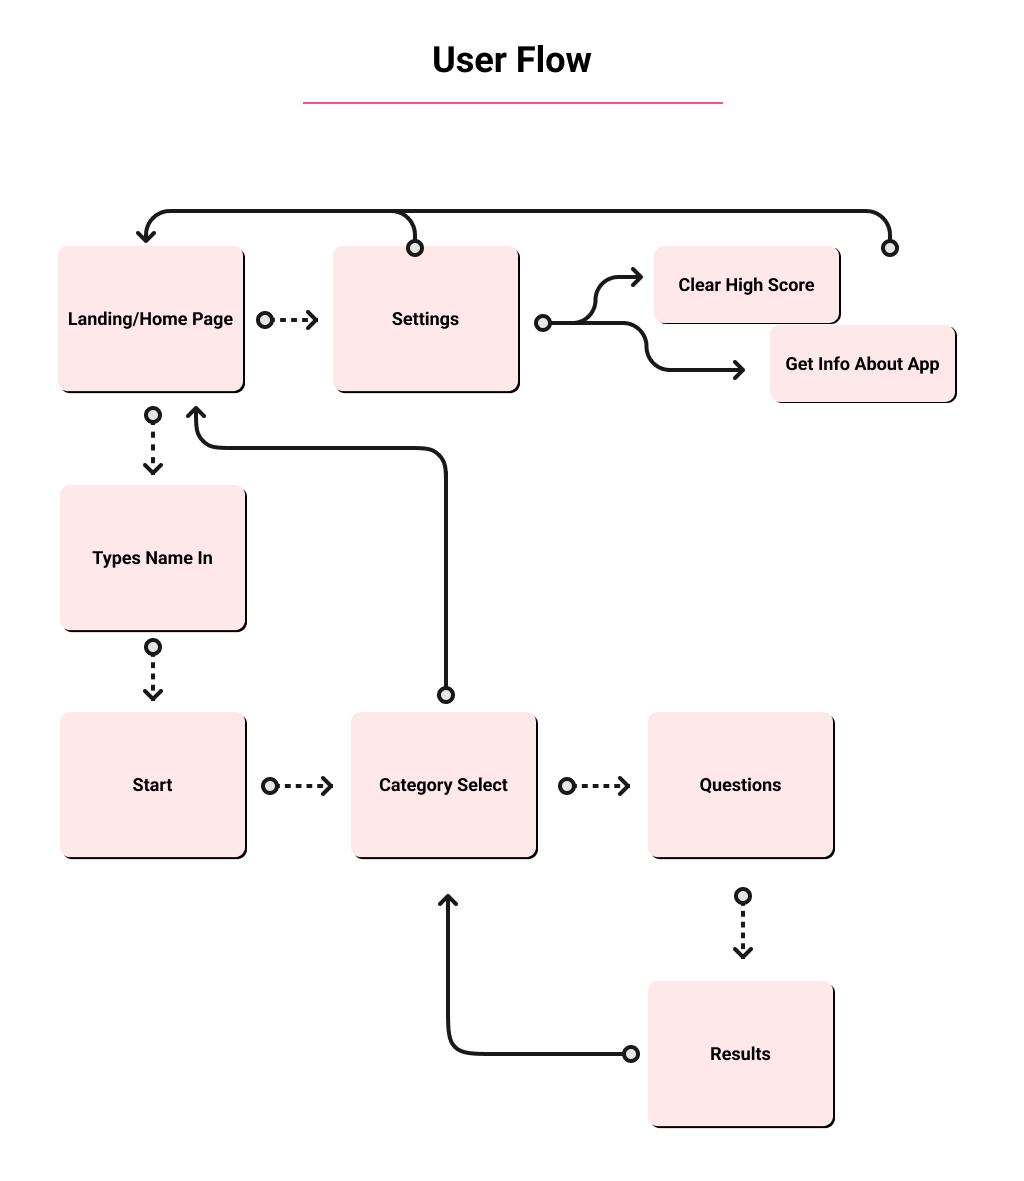 User Flow
Landing/Home Page
Settings
Clear High Score
Get Info About App
Types Name In
Start
Category Select
Questions
Results